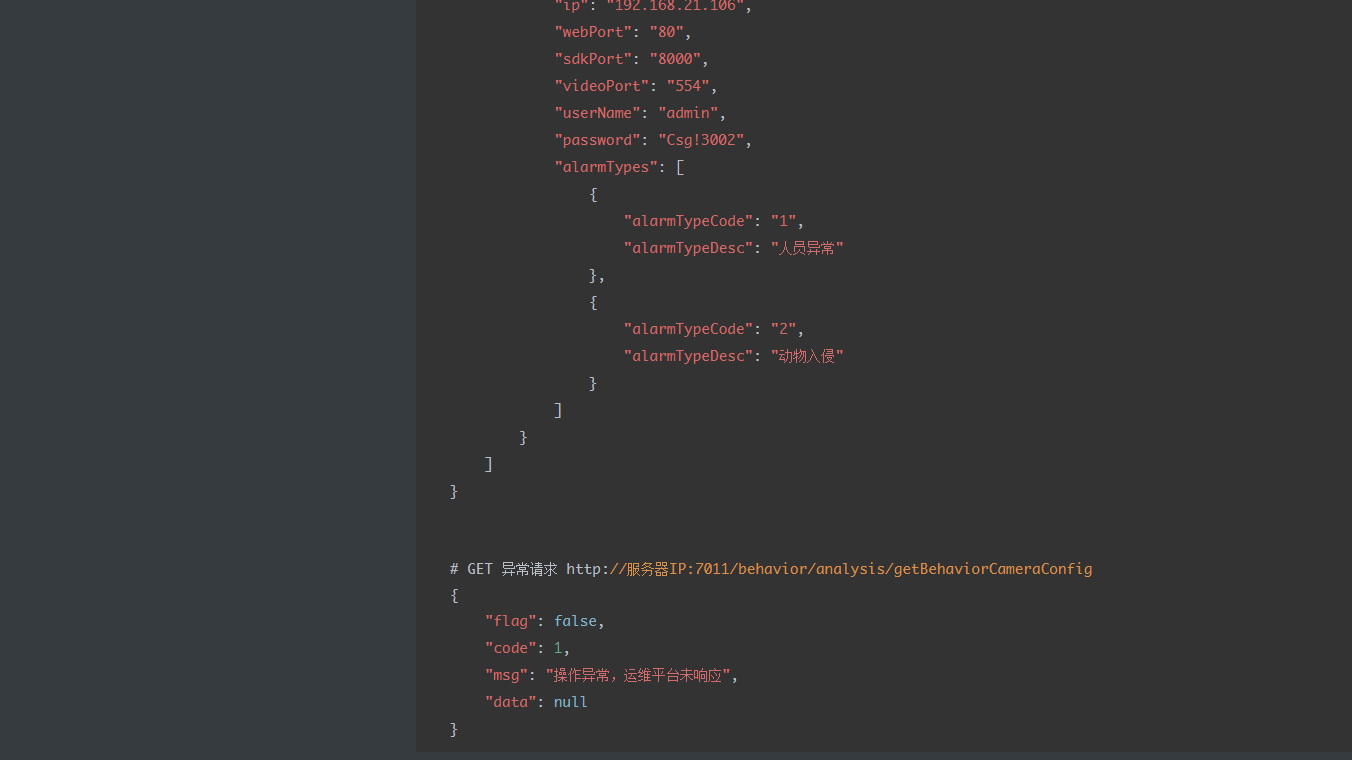 "ip": "192.168.21.106",
"webPort": "80",
"sdkPort": "8000",
"videoPort": "554",
"userName": "admin",
"password": "Csg!3002",
"alarmTypes": [
{
"alarmTypeCode": "1",
"alarmTypeDesc": "人员异常"
},
{
"alarmTypeCode": "2",
"alarmTypeDesc": "动物入侵"
}
]
}
]
}
# GET 异常请求 http://服务器IP:7011/behavior/analysis/getBehaviorCameraConfig
{
"flag": false,
"code": 1,
"msg": "操作异常，运维平台未响应",
"data": null
}